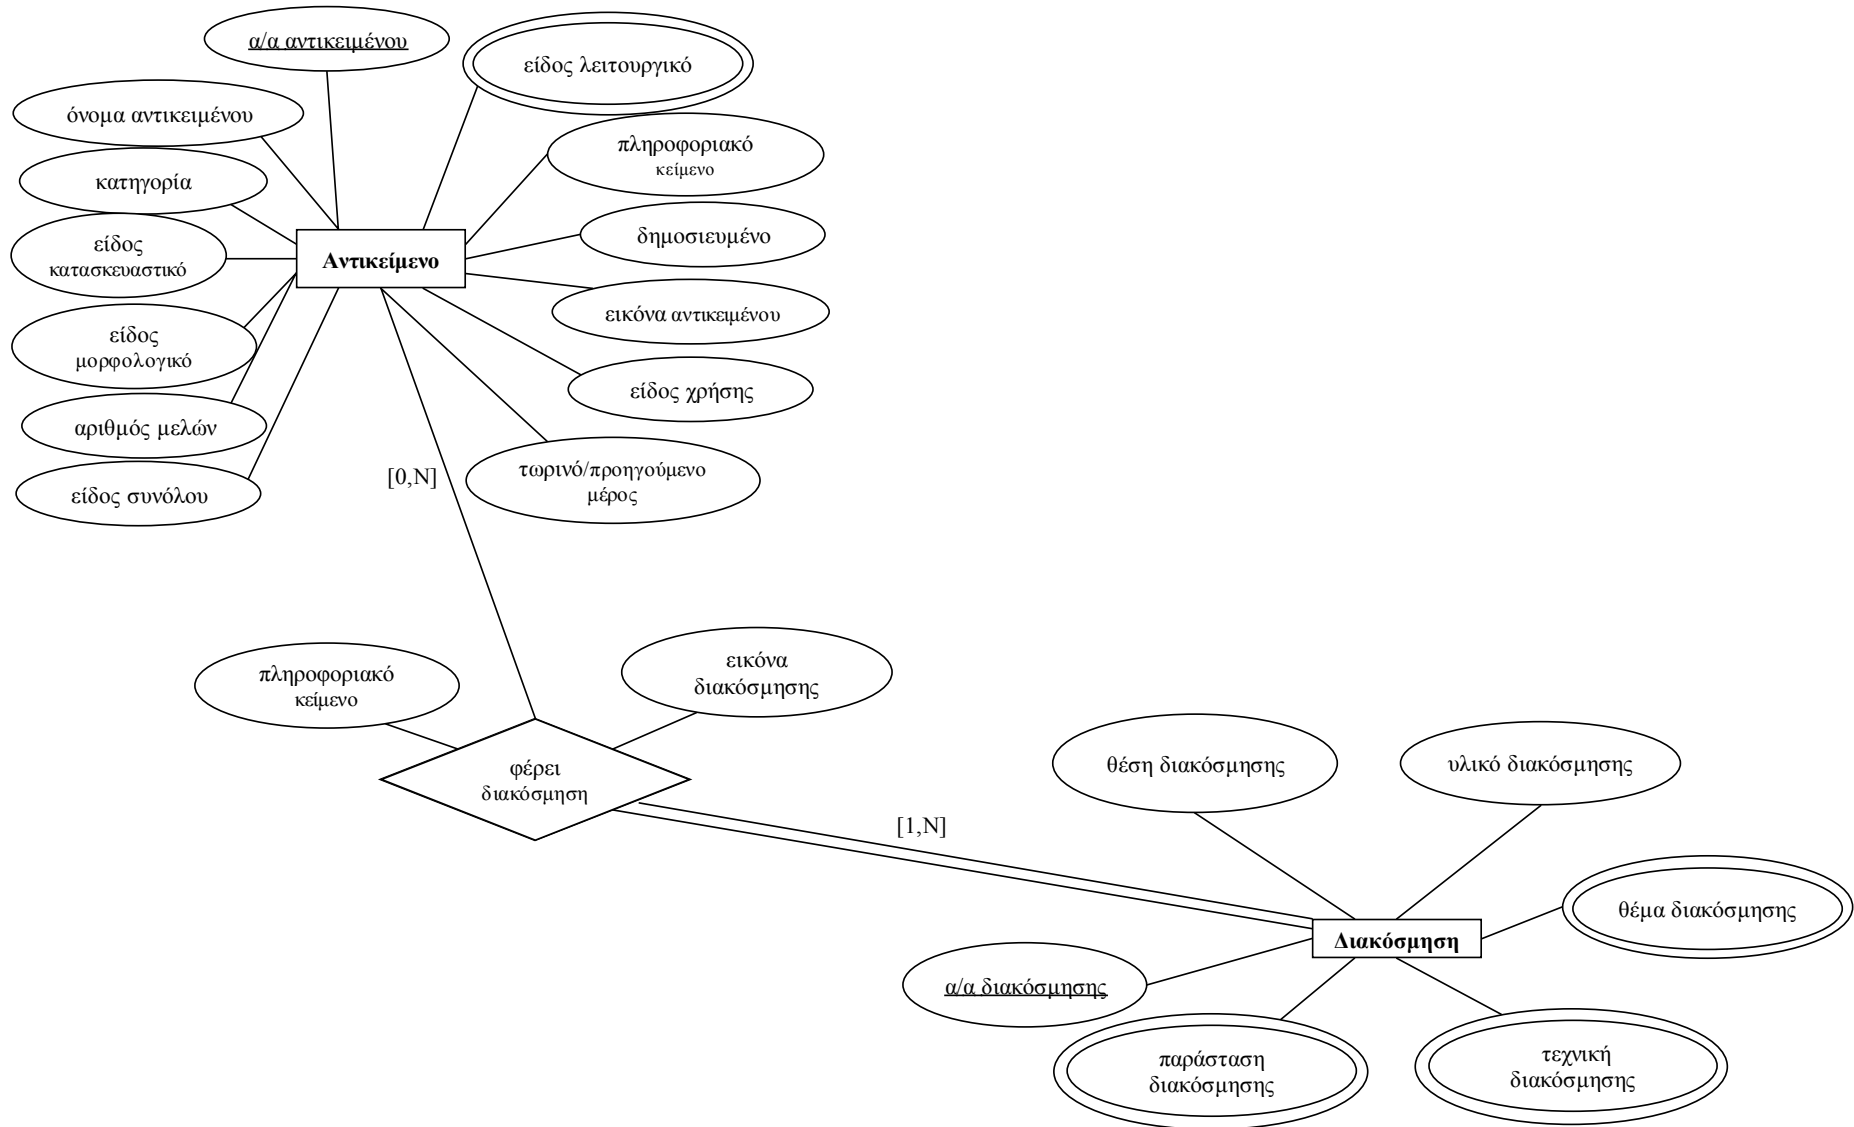 α/α αντικειμένου
είδος λειτουργικό
όνομα αντικειμένου
πληροφοριακό
κείμενο
κατηγορία
δημοσιευμένο
είδος
κατασκευαστικό
Αντικείμενο
εικόνα αντικειμένου
είδος
μορφολογικό
είδος χρήσης
αριθμός μελών
τωρινό/προηγούμενο
μέρος
[0,N]
είδος συνόλου
πληροφοριακό
κείμενο
εικόνα
διακόσμησης
φέρει
διακόσμηση
θέση διακόσμησης
υλικό διακόσμησης
[1,N]
θέμα διακόσμησης
Διακόσμηση
α/α διακόσμησης
παράσταση
διακόσμησης
τεχνική
διακόσμησης